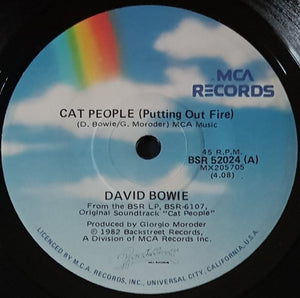 MCA
RECORDS
CAT PEOPLE (Putting Out Fire)
(D. Bowie/G. Moroder) MCA Music
45 R.P.M.
BSR 52024 (A)
MX205705
(4.08)
DAVID BOWIE
From the BSR LP, BSR-6107,
Original Soundtrack "Cat People"
Produced by Giorgio Moroder
℗ 1982 Backstreet Records,
A Division of MCA Records Inc.
LICENCED BY M.C.A. RECORDS, INC., UNIVERSAL CITY, CALIFORNIA, U.S.A.